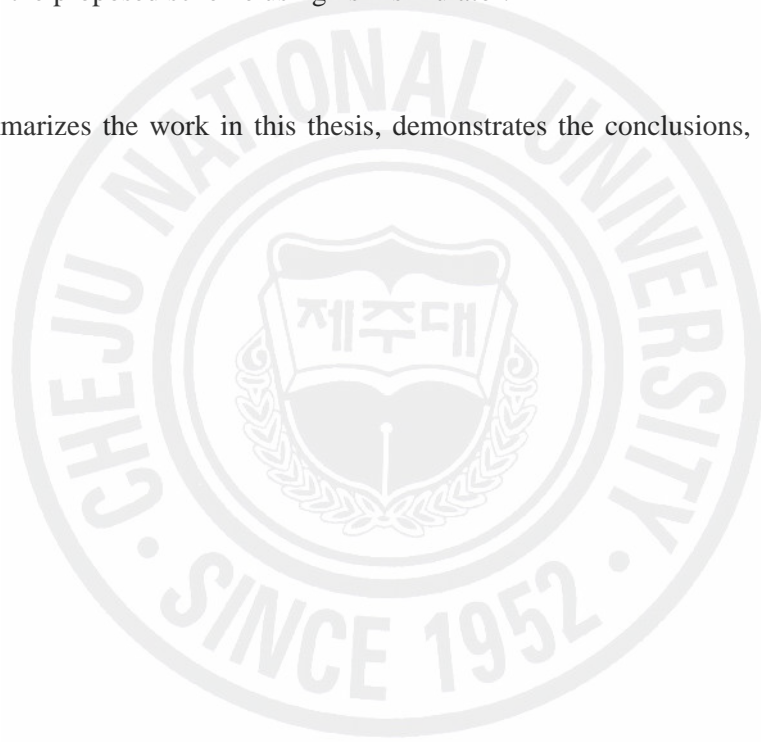 marizes the work in this thesis, demonstrates the conclusions,
CHEJU NATIONAL UNIVERSITY
제주대
SINCE 1952